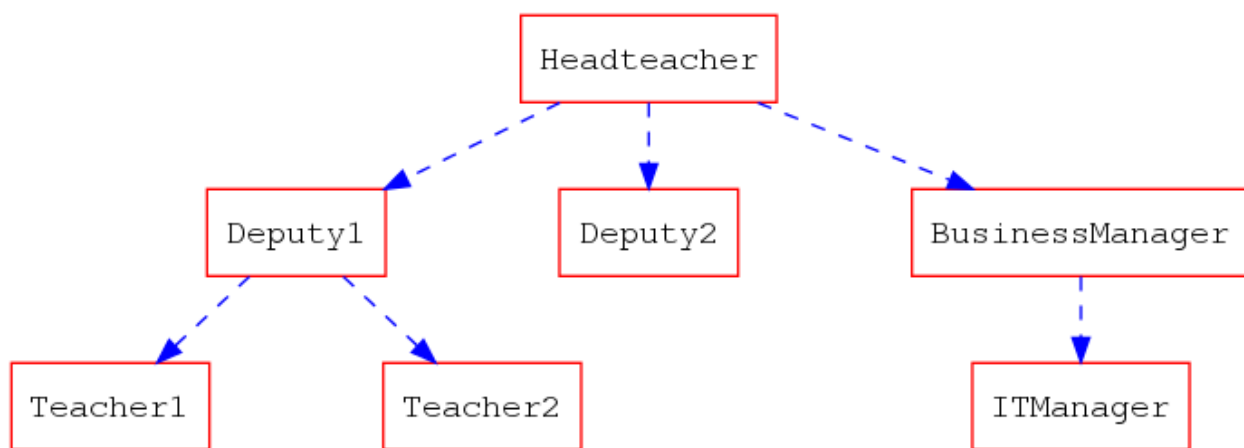 Headteacher
Deputy1
Deputy2
BusinessManager
Teacher1
Teacher2
ITManager